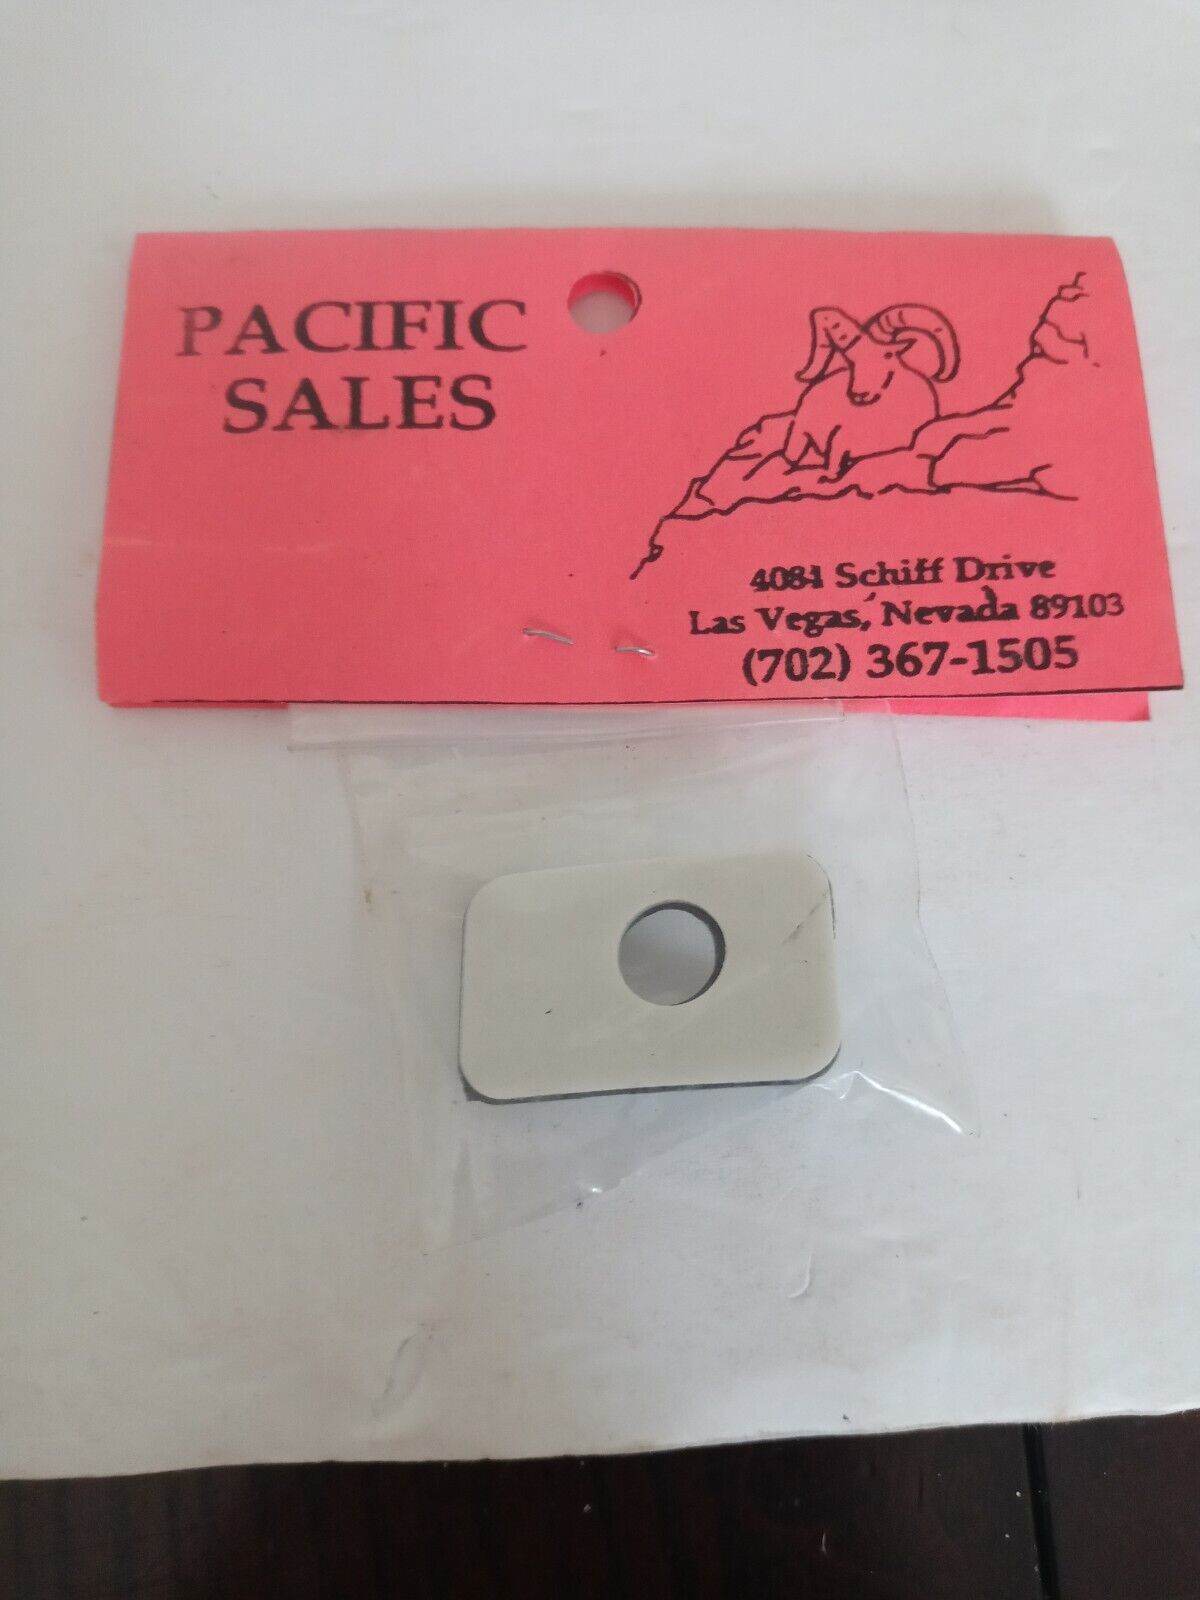 PACIFIC
SALES
4084 Schiff Drive
Las Vegas, Nevada 89103
(702) 367-1505